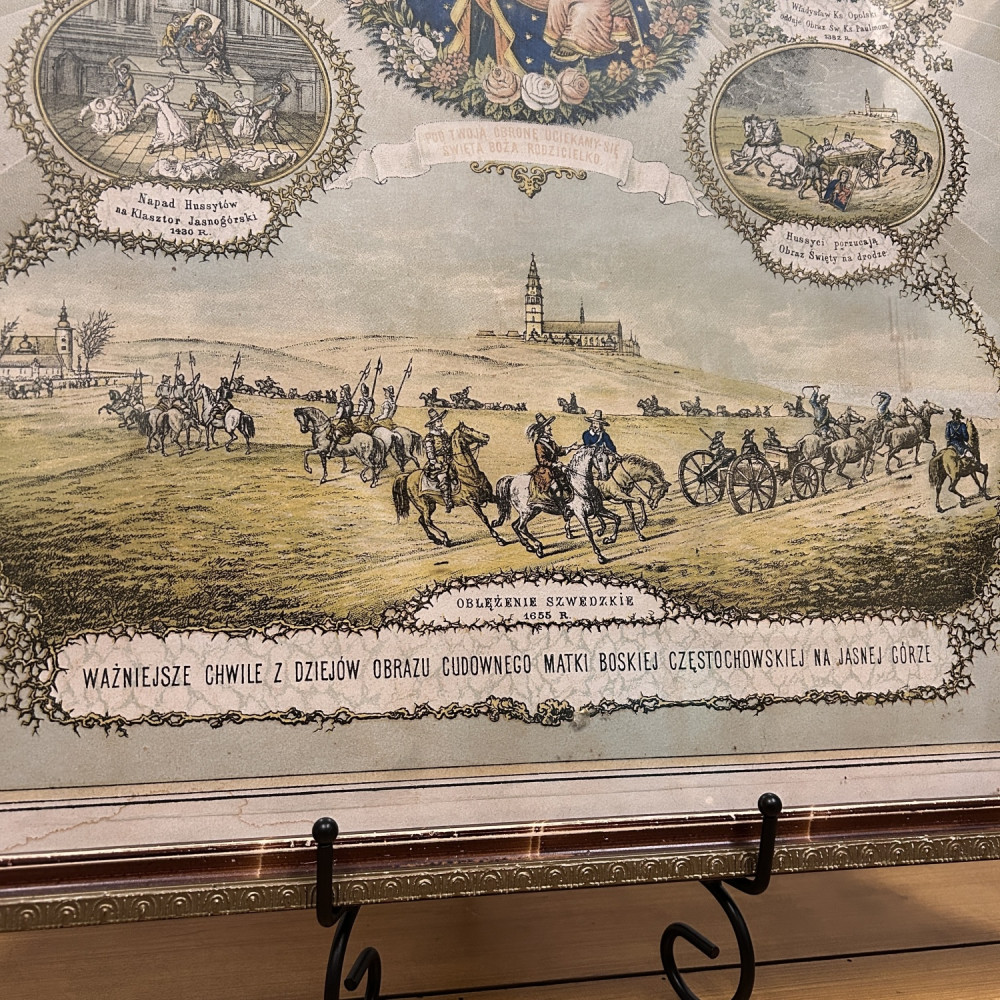 Władysław Ks. Opolski
oddaje Obraz Św. Ks. Paulinom
1382 R.
POD TWOJĄ OBRONĘ UCIEKAMY SIĘ
ŚWIĘTA BOŻA RODZICIELKO
Napad Hussytów
na Klasztor Jasnogórski
1430 R.
Hussyci porzucają
Obraz Święty na drodze
OBLĘŻENIE SZWEDZKIE
1655 R.
WAŻNIEJSZE CHWILE Z DZIEJÓW OBRAZU CUDOWNEGO MATKI BOSKIEJ CZĘSTOCHOWSKIEJ NA JASNEJ GÓRZE